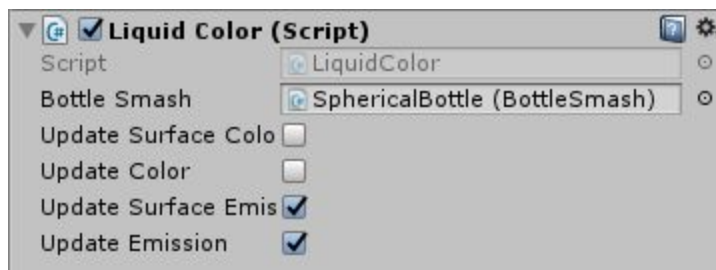 Liquid Color (Script)
Script LiquidColor
Bottle Smash SphericalBottle (BottleSmash)
Update Surface Colo
Update Color
Update Surface Emis
Update Emission